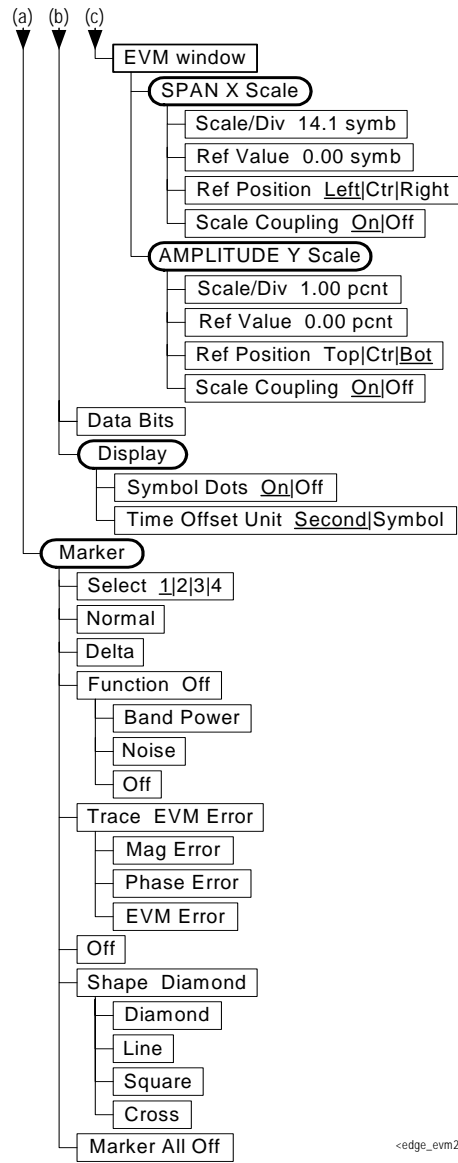 (a) (b) (c)
EVM window
SPAN X Scale
Scale/Div 14.1 symb
Ref Value 0.00 symb
Ref Position Left|Ctr|Right
Scale Coupling On|Off
AMPLITUDE Y Scale
Scale/Div 1.00 pcnt
Ref Value 0.00 pcnt
Ref Position Top|Ctr|Bot
Scale Coupling On|Off
Data Bits
Display
Symbol Dots On|Off
Time Offset Unit Second|Symbol
Marker
Select 1|2|3|4
Normal
Delta
Function Off
Band Power
Noise
Off
Trace EVM Error
Mag Error
Phase Error
EVM Error
Off
Shape Diamond
Diamond
Line
Square
Cross
Marker All Off
<edge_evm2